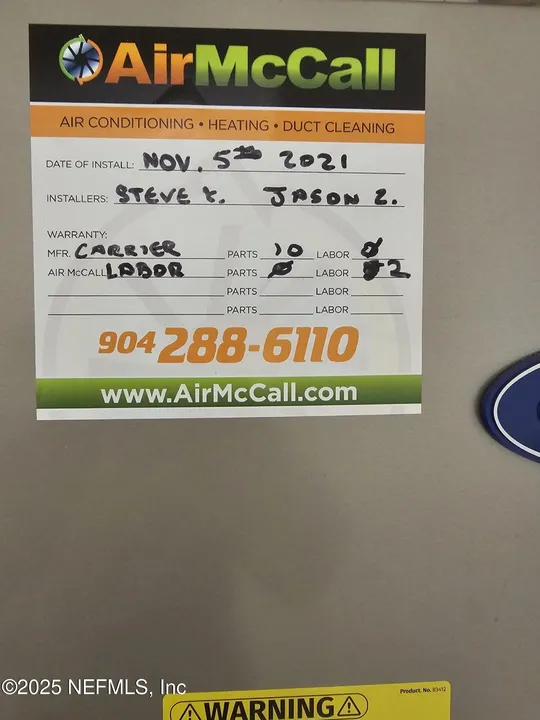 AirMcCall
AIR CONDITIONING • HEATING • DUCT CLEANING
DATE OF INSTALL: NOV. 5TH 2021
INSTALLERS: STEVE Y. JASON Z.
WARRANTY:
MFR. CARRIER PARTS 10 LABOR 0
AIR McCALL LABOR PARTS 0 LABOR 2
PARTS LABOR
PARTS LABOR
904 288-6110
www.AirMcCall.com
©2025 NEFMLS, Inc
Product. No. 83412
WARNING